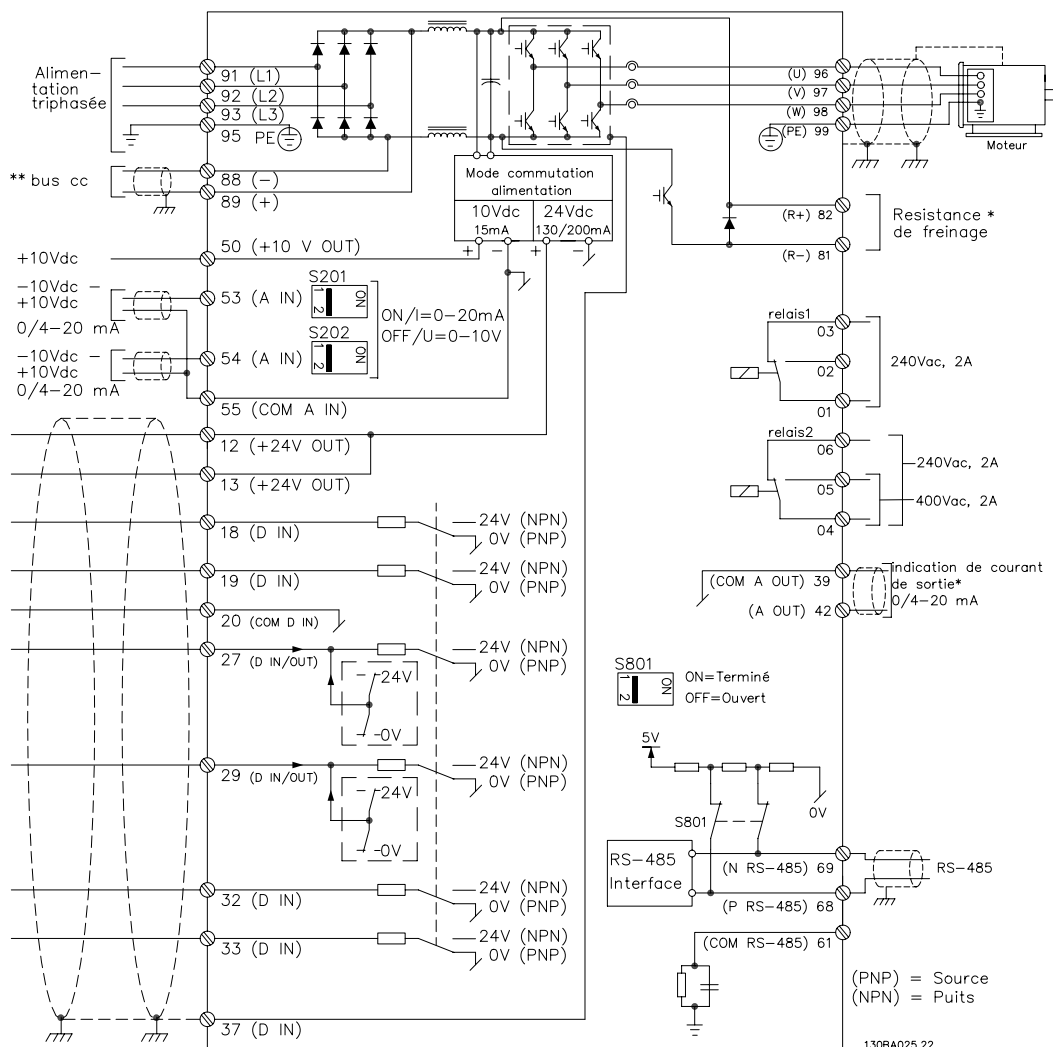 Alimen-
tation
triphasée
91 (L1)
92 (L2)
93 (L3)
95 PE
** bus cc
88 (-)
89 (+)
Mode commutation
alimentation
10Vdc
15mA
24Vdc
130/200mA
+ - + -
(U) 96
(V) 97
(W) 98
(PE) 99
Moteur
(R+) 82
(R-) 81
Resistance *
de freinage
+10Vdc
50 (+10 V OUT)
-10Vdc -
+10Vdc
0/4-20 mA
53 (A IN)
S201
1 2
ON
ON/I=0-20mA
OFF/U=0-10V
S202
1 2
ON
-10Vdc -
+10Vdc
0/4-20 mA
54 (A IN)
55 (COM A IN)
12 (+24V OUT)
13 (+24V OUT)
18 (D IN)
24V (NPN)
0V (PNP)
19 (D IN)
24V (NPN)
0V (PNP)
20 (COM D IN)
27 (D IN/OUT)
24V (NPN)
0V (PNP)
24V
0V
29 (D IN/OUT)
24V (NPN)
0V (PNP)
24V
0V
32 (D IN)
24V (NPN)
0V (PNP)
33 (D IN)
24V (NPN)
0V (PNP)
37 (D IN)
relais1
03
02
01
240Vac, 2A
relais2
06
05
04
240Vac, 2A
400Vac, 2A
(COM A OUT) 39
(A OUT) 42
indication de courant
de sortie*
0/4-20 mA
S801
1 2
ON
ON=Terminé
OFF=Ouvert
5V
0V
S801
RS-485
Interface
(N RS-485) 69
(P RS-485) 68
RS-485
(COM RS-485) 61
(PNP) = Source
(NPN) = Puits
130BA025.22